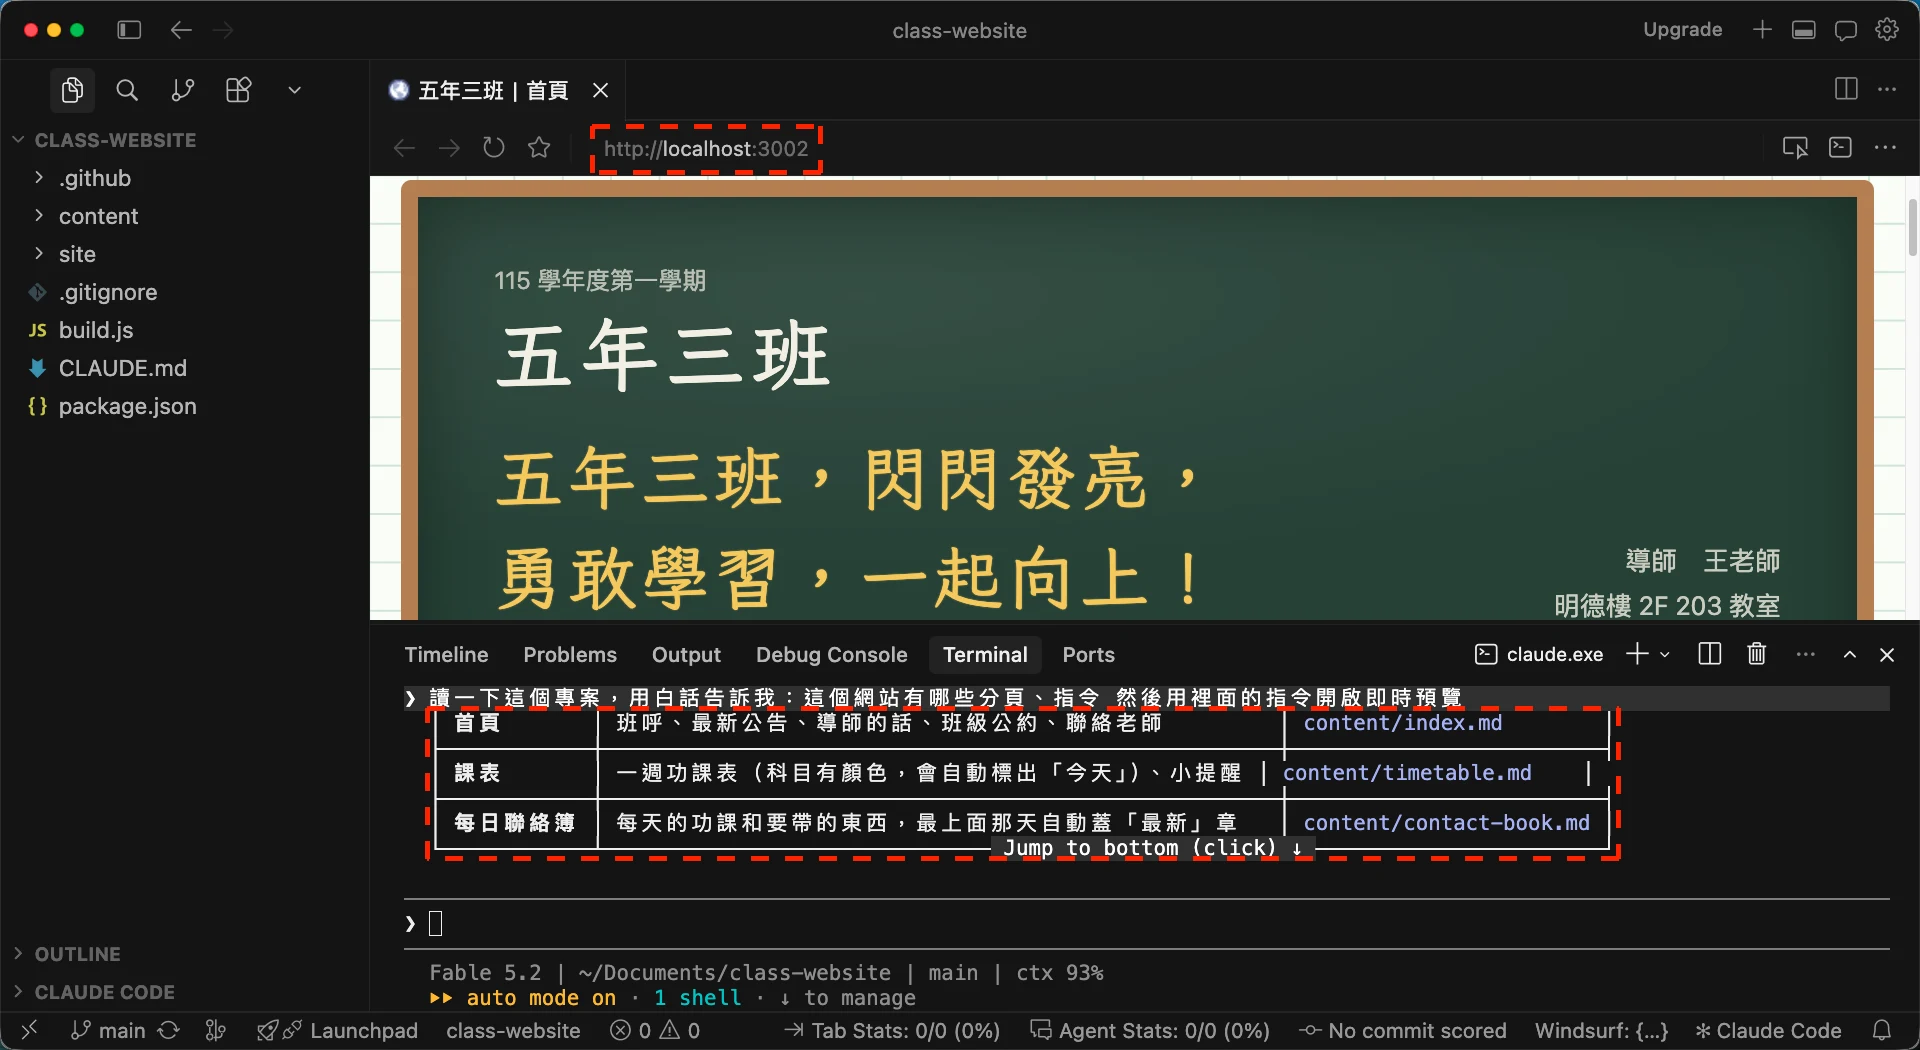 class-website
Upgrade
五年三班 | 首頁
CLASS-WEBSITE
.github
content
site
.gitignore
JS build.js
CLAUDE.md
{} package.json
OUTLINE
CLAUDE CODE
http://localhost:3002
115 學年度第一學期
五年三班
五年三班，閃閃發亮，
勇敢學習，一起向上！
導師 王老師
明德樓 2F 203 教室
Timeline Problems Output Debug Console Terminal Ports
claude.exe
❯ 讀一下這個專案，用白話告訴我：這個網站有哪些分頁、指令 然後用裡面的指令開啟即時預覽
首頁 班呼、最新公告、導師的話、班級公約、聯絡老師 content/index.md
課表 一週功課表（科目有顏色，會自動標出「今天」）、小提醒 | content/timetable.md |
每日聯絡簿 每天的功課和要帶的東西，最上面那天自動蓋「最新」章 content/contact-book.md
Jump to bottom (click) ↓
❯
Fable 5.2 | ~/Documents/class-website | main | ctx 93%
auto mode on · 1 shell · ↓ to manage
main Launchpad class-website 0 0 Tab Stats: 0/0 (0%) Agent Stats: 0/0 (0%) No commit scored Windsurf: {...} Claude Code